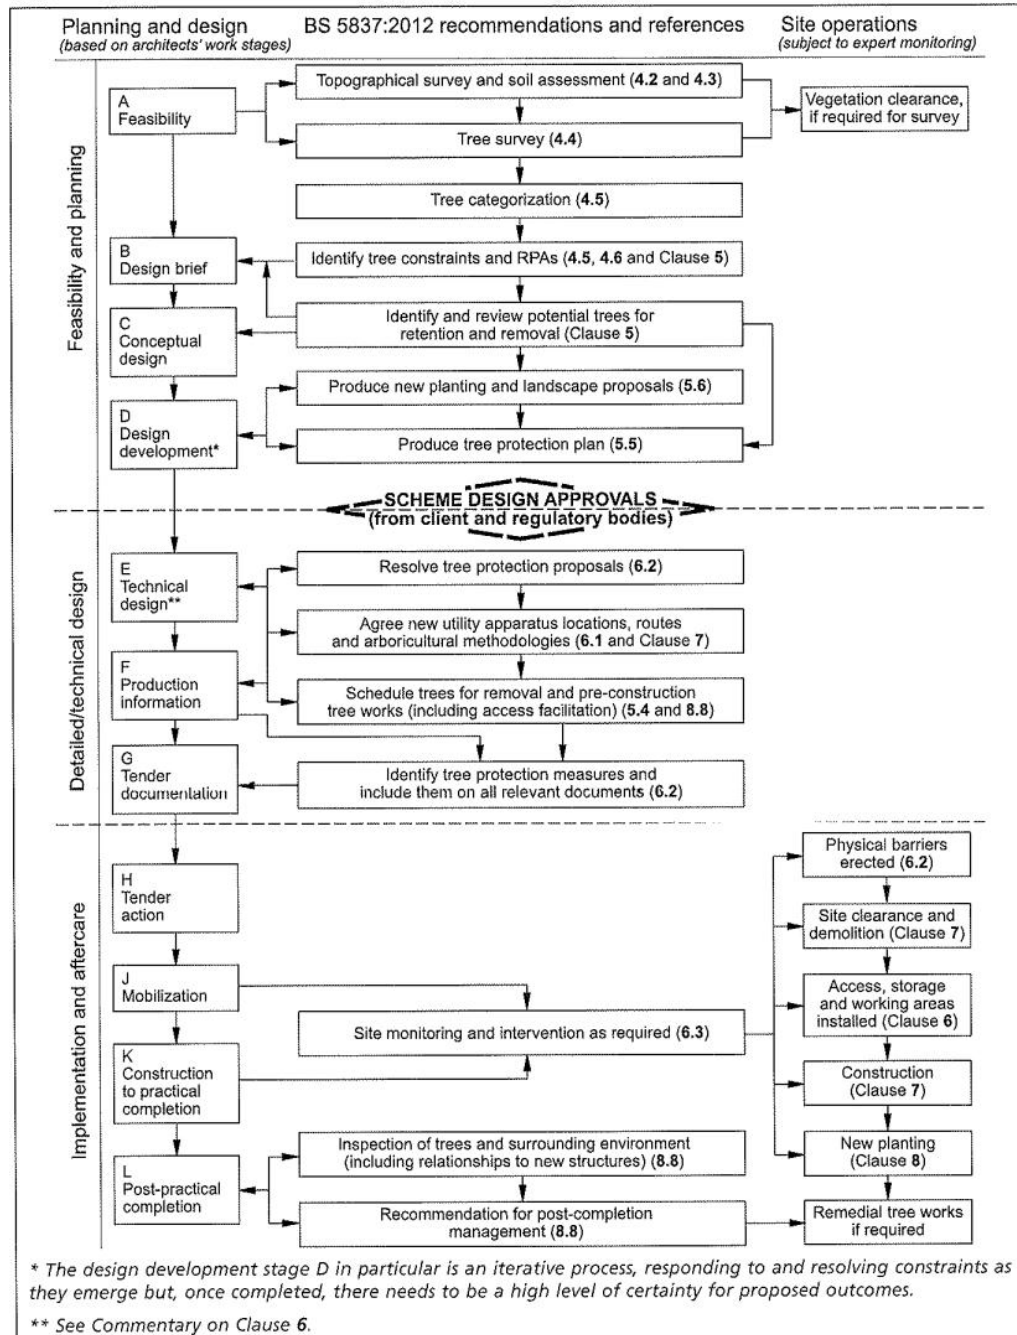 Planning and design
(based on architects' work stages)
BS 5837:2012 recommendations and references
Site operations
(subject to expert monitoring)
Feasibility and planning
A
Feasibility
Topographical survey and soil assessment (4.2 and 4.3)
Tree survey (4.4)
Vegetation clearance,
if required for survey
Tree categorization (4.5)
B
Design brief
Identify tree constraints and RPAs (4.5, 4.6 and Clause 5)
C
Conceptual
design
Identify and review potential trees for
retention and removal (Clause 5)
Produce new planting and landscape proposals (5.6)
D
Design
development*
Produce tree protection plan (5.5)
SCHEME DESIGN APPROVALS
(from client and regulatory bodies)
Detailed/technical design
E
Technical
design**
Resolve tree protection proposals (6.2)
Agree new utility apparatus locations, routes
and arboricultural methodologies (6.1 and Clause 7)
F
Production
information
Schedule trees for removal and pre-construction
tree works (including access facilitation) (5.4 and 8.8)
G
Tender
documentation
Identify tree protection measures and
include them on all relevant documents (6.2)
Implementation and aftercare
H
Tender
action
Physical barriers
erected (6.2)
Site clearance and
demolition (Clause 7)
J
Mobilization
Access, storage
and working areas
installed (Clause 6)
Site monitoring and intervention as required (6.3)
K
Construction
to practical
completion
Construction
(Clause 7)
New planting
(Clause 8)
L
Post-practical
completion
Inspection of trees and surrounding environment
(including relationships to new structures) (8.8)
Recommendation for post-completion
management (8.8)
Remedial tree works
if required
* The design development stage D in particular is an iterative process, responding to and resolving constraints as
they emerge but, once completed, there needs to be a high level of certainty for proposed outcomes.
** See Commentary on Clause 6.